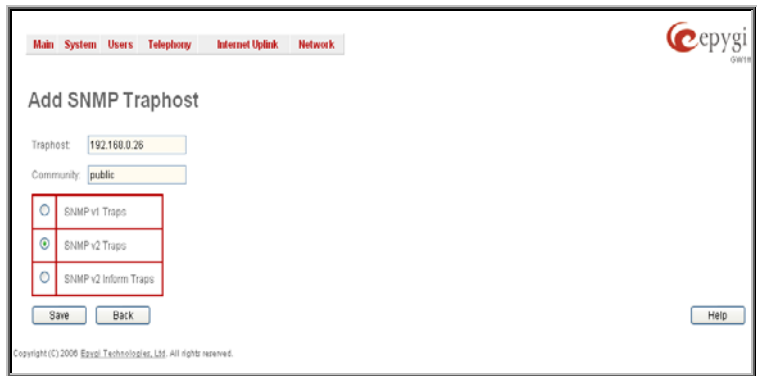 Main System Users Telephony Internet Uplink Network
epygi
Add SNMP Traphost
Traphost: 192.168.0.26
Community: public
SNMP v1 Traps
SNMP v2 Traps
SNMP v2 Inform Traps
Save Back Help
Copyright (C) 2006 Epygi Technologies, Ltd. All rights reserved.